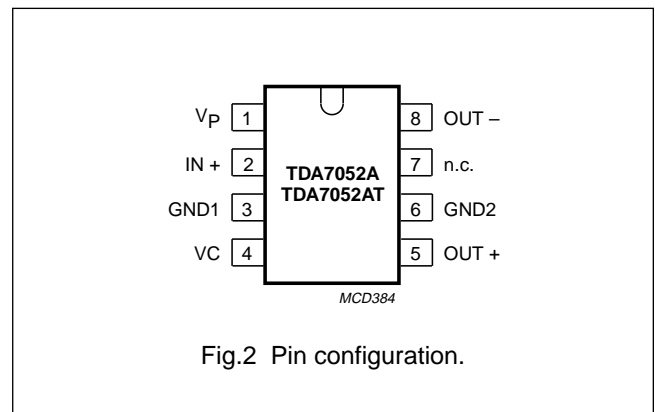 VP 1 8 OUT –
IN + 2 TDA7052A 7 n.c.
GND1 3 TDA7052AT 6 GND2
VC 4 5 OUT +
MCD384
Fig.2 Pin configuration.